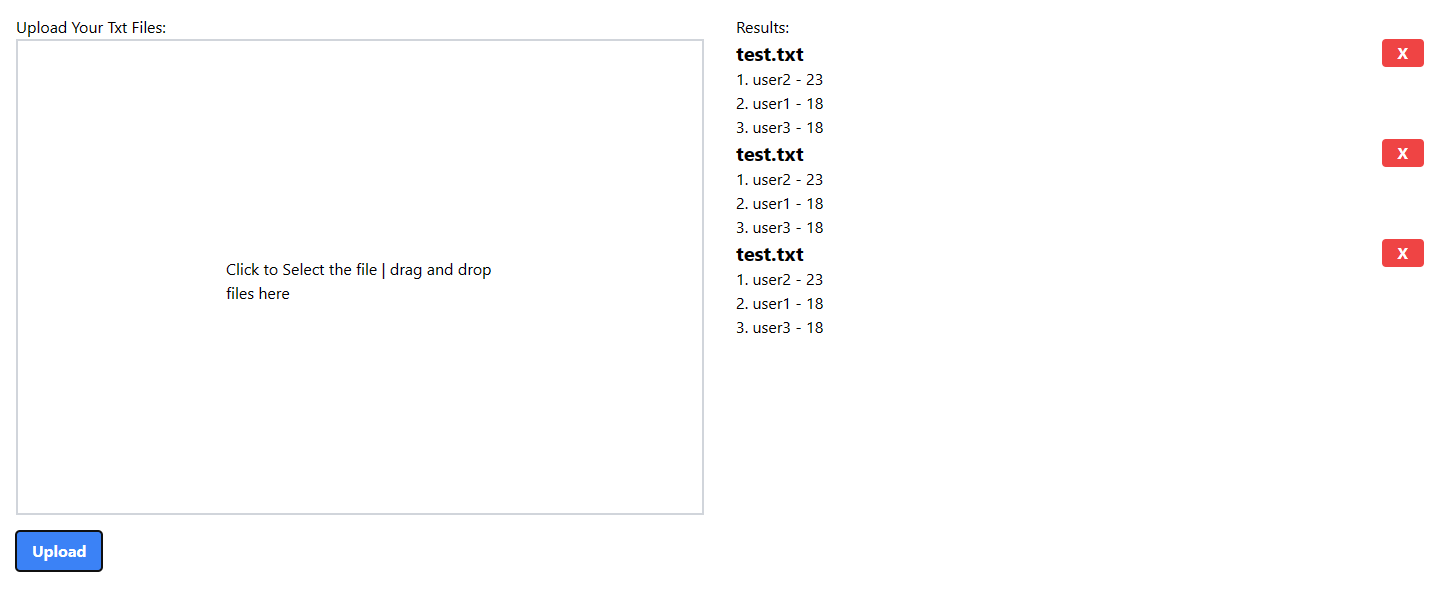 Upload Your Txt Files:
Click to Select the file | drag and drop
files here
Upload
Results:
test.txt
X
1. user2 - 23
2. user1 - 18
3. user3 - 18
test.txt
X
1. user2 - 23
2. user1 - 18
3. user3 - 18
test.txt
X
1. user2 - 23
2. user1 - 18
3. user3 - 18